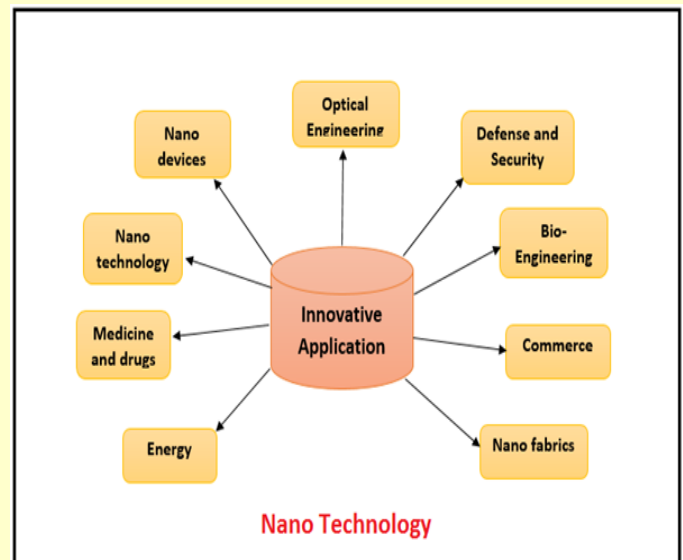 Optical
Engineering
Nano
devices
Defense and
Security
Nano
technology
Bio-
Engineering
Innovative
Application
Medicine
and drugs
Commerce
Energy
Nano fabrics
Nano Technology